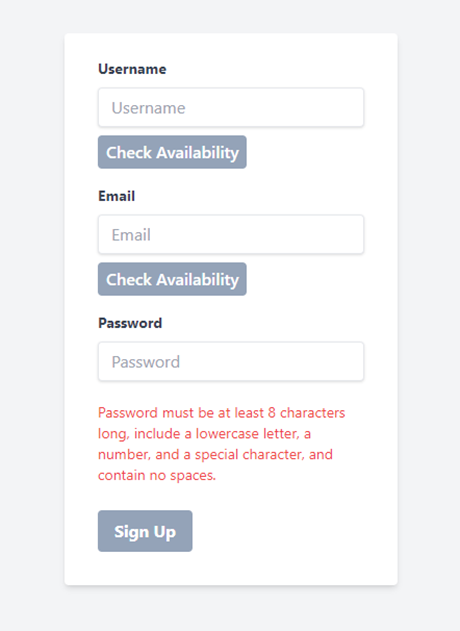 Username
Username
Check Availability
Email
Email
Check Availability
Password
Password
Password must be at least 8 characters
long, include a lowercase letter, a
number, and a special character, and
contain no spaces.
Sign Up